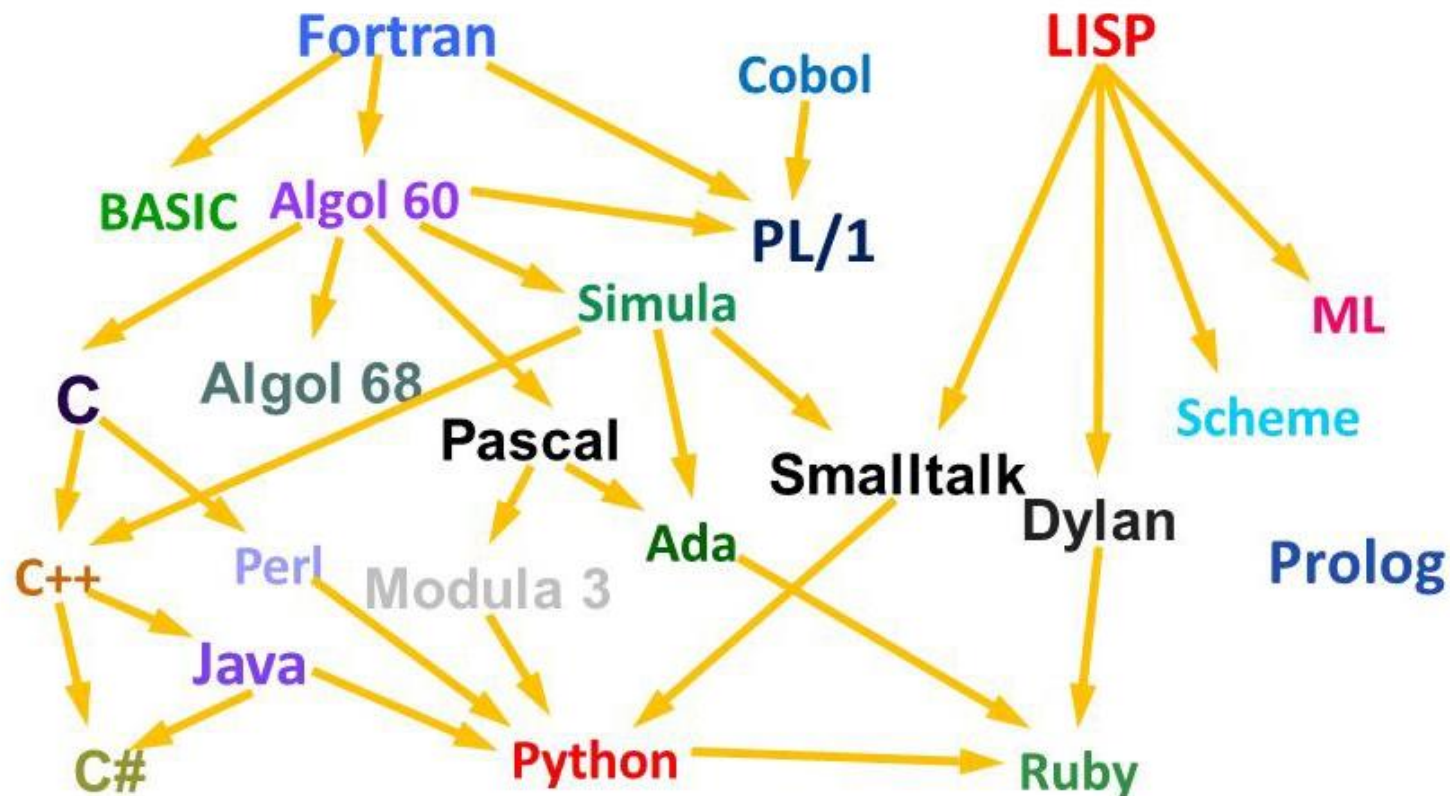 Fortran
LISP
Cobol
BASIC
Algol 60
PL/1
Simula
ML
C
Algol 68
Scheme
Pascal
Smalltalk
Dylan
Ada
C++
Perl
Modula 3
Prolog
Java
C#
Python
Ruby